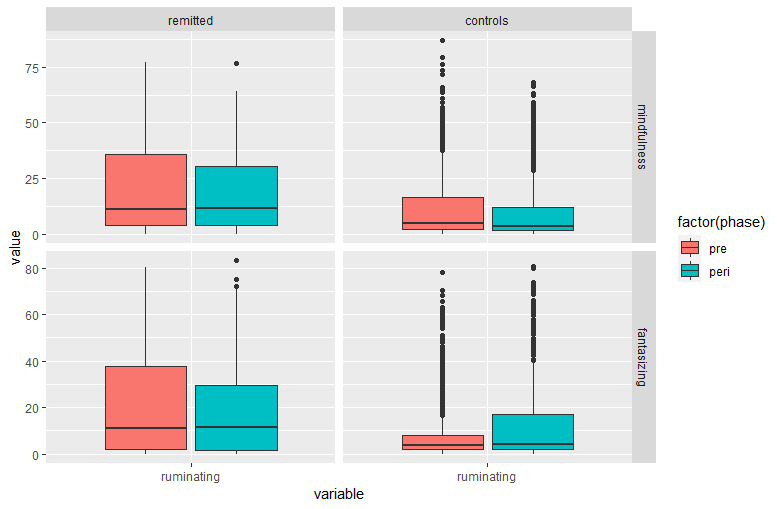 remitted
controls
75
50
25
0
mindfulness
value
80
60
40
20
0
fantasizing
ruminating
ruminating
variable
factor(phase)
pre
peri